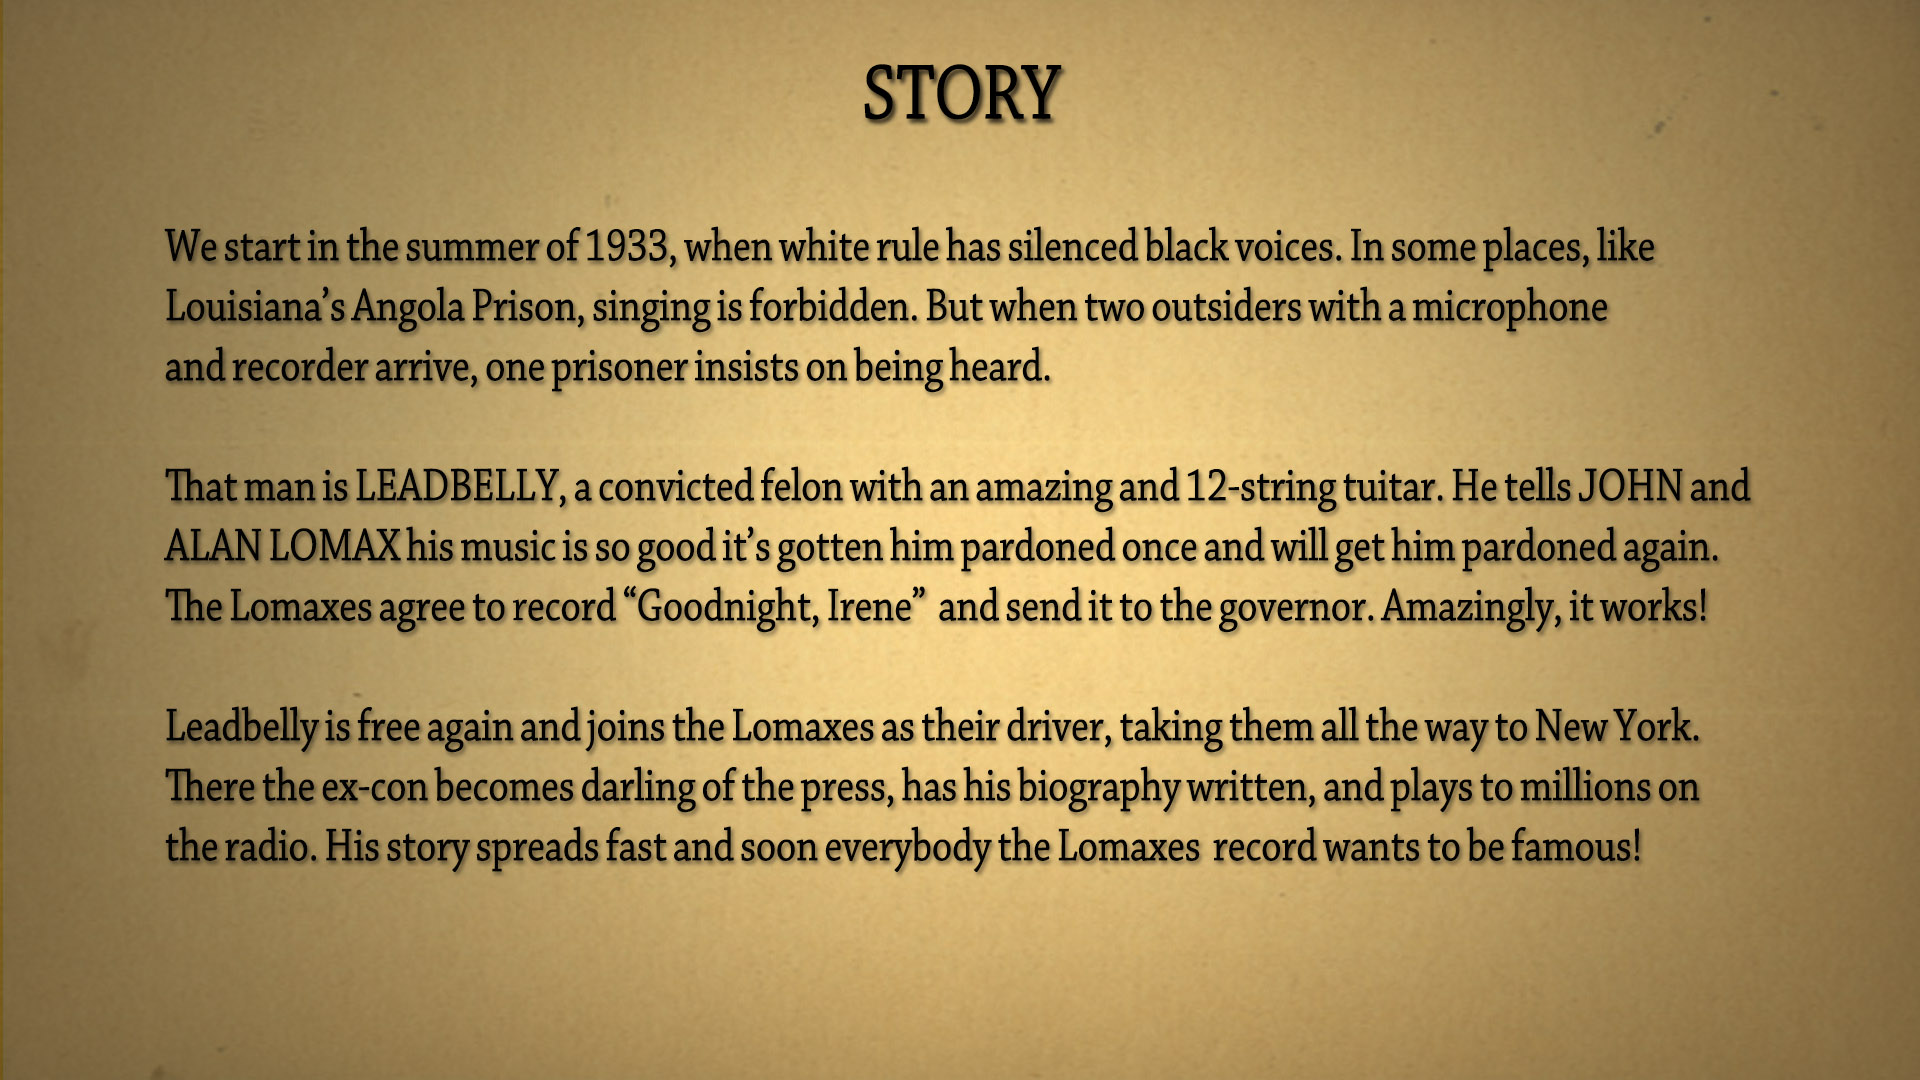 STORY
We start in the summer of 1933, when white rule has silenced black voices. In some places, like
Louisiana’s Angola Prison, singing is forbidden. But when two outsiders with a microphone
and recorder arrive, one prisoner insists on being heard.
That man is LEADBELLY, a convicted felon with an amazing and 12-string tuitar. He tells JOHN and
ALAN LOMAX his music is so good it’s gotten him pardoned once and will get him pardoned again.
The Lomaxes agree to record “Goodnight, Irene” and send it to the governor. Amazingly, it works!
Leadbelly is free again and joins the Lomaxes as their driver, taking them all the way to New York.
There the ex-con becomes darling of the press, has his biography written, and plays to millions on
the radio. His story spreads fast and soon everybody the Lomaxes record wants to be famous!